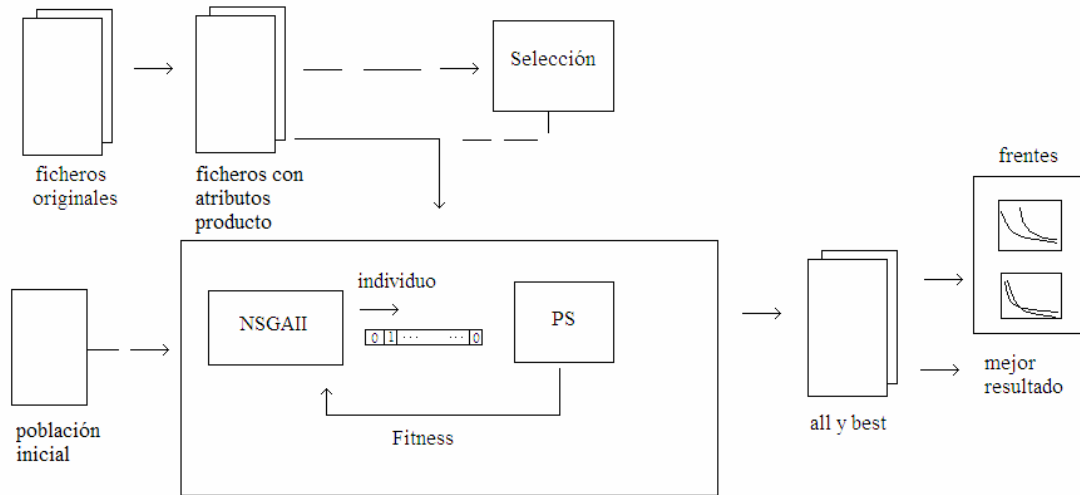 Selección
ficheros
originales
ficheros con
atributos
producto
frentes
individuo
NSGAII
0 1 ... ... 0
PS
Fitness
población
inicial
all y best
mejor
resultado